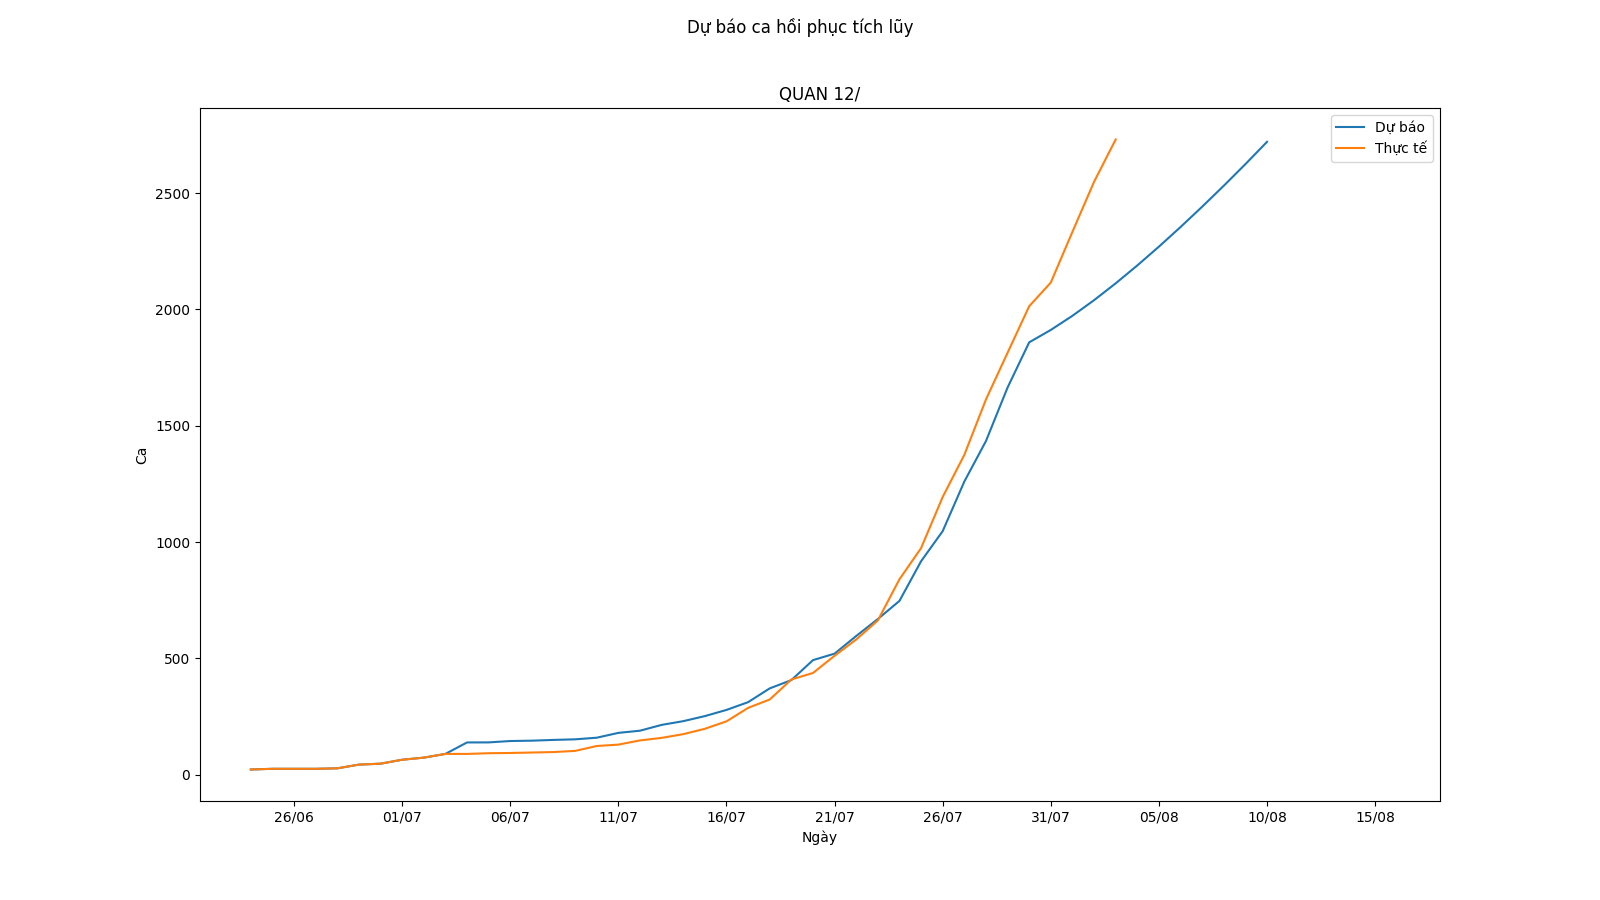 Dự báo ca hồi phục tích lũy
QUAN 12/
Dự báo
Thực tế
2500
2000
1500
1000
500
0
Ca
26/06 01/07 06/07 11/07 16/07 21/07 26/07 31/07 05/08 10/08 15/08
Ngày